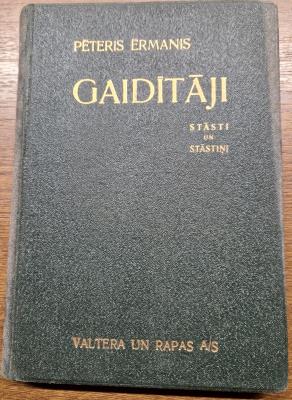 PĒTERIS ĒRMANIS
GAIDĪTĀJI
STĀSTI
UN
STĀSTIŅI
VALTERA UN RAPAS A/S